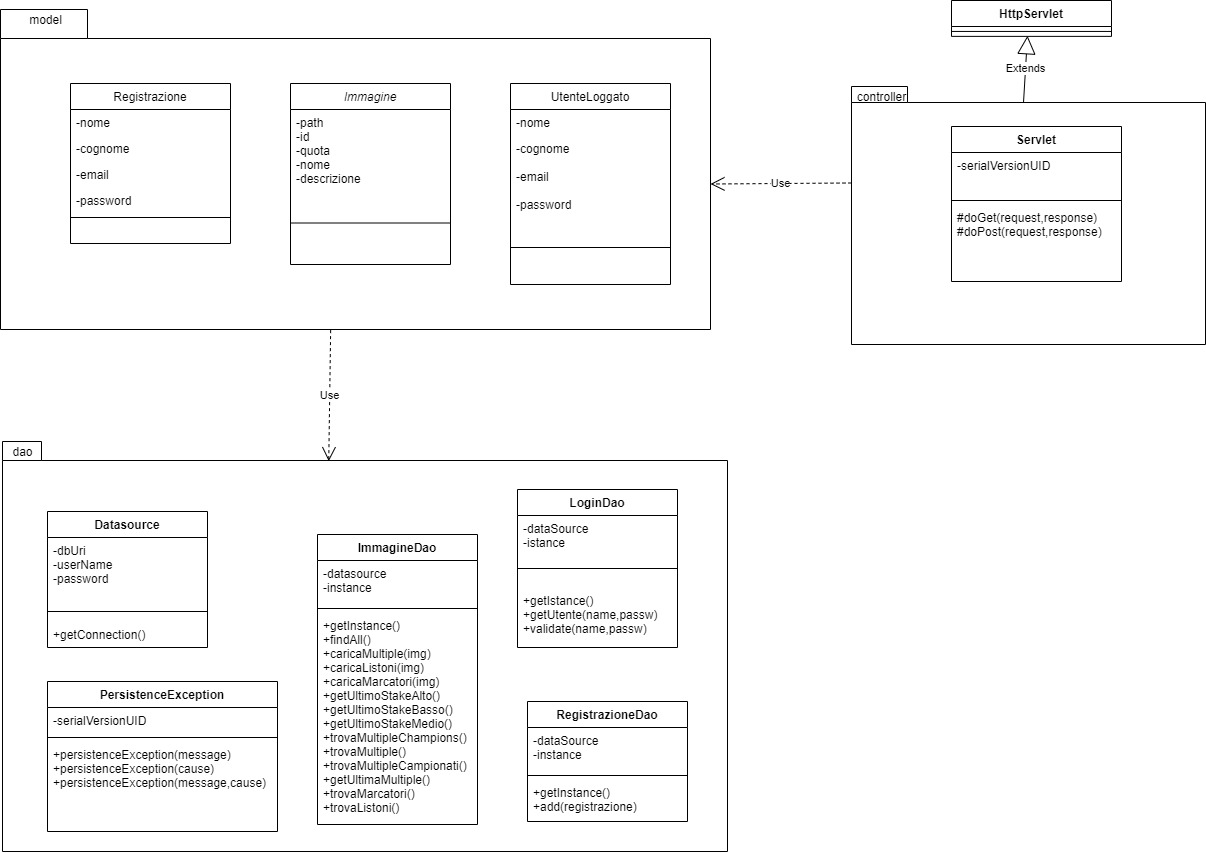 model
Registrazione
-nome
-cognome
-email
-password
Immagine
-path
-id
-quota
-nome
-descrizione
UtenteLoggato
-nome
-cognome
-email
-password
HttpServlet
Extends
controller
Servlet
-serialVersionUID
#doGet(request,response)
#doPost(request,response)
Use
Use
dao
Datasource
-dbUri
-userName
-password
+getConnection()
PersistenceException
-serialVersionUID
+persistenceException(message)
+persistenceException(cause)
+persistenceException(message,cause)
ImmagineDao
-datasource
-instance
+getInstance()
+findAll()
+caricaMultiple(img)
+caricaListoni(img)
+caricaMarcatori(img)
+getUltimoStakeAlto()
+getUltimoStakeBasso()
+getUltimoStakeMedio()
+trovaMultipleChampions()
+trovaMultiple()
+trovaMultipleCampionati()
+getUltimaMultiple()
+trovaMarcatori()
+trovaListoni()
LoginDao
-dataSource
-istance
+getIstance()
+getUtente(name,passw)
+validate(name,passw)
RegistrazioneDao
-dataSource
-instance
+getInstance()
+add(registrazione)